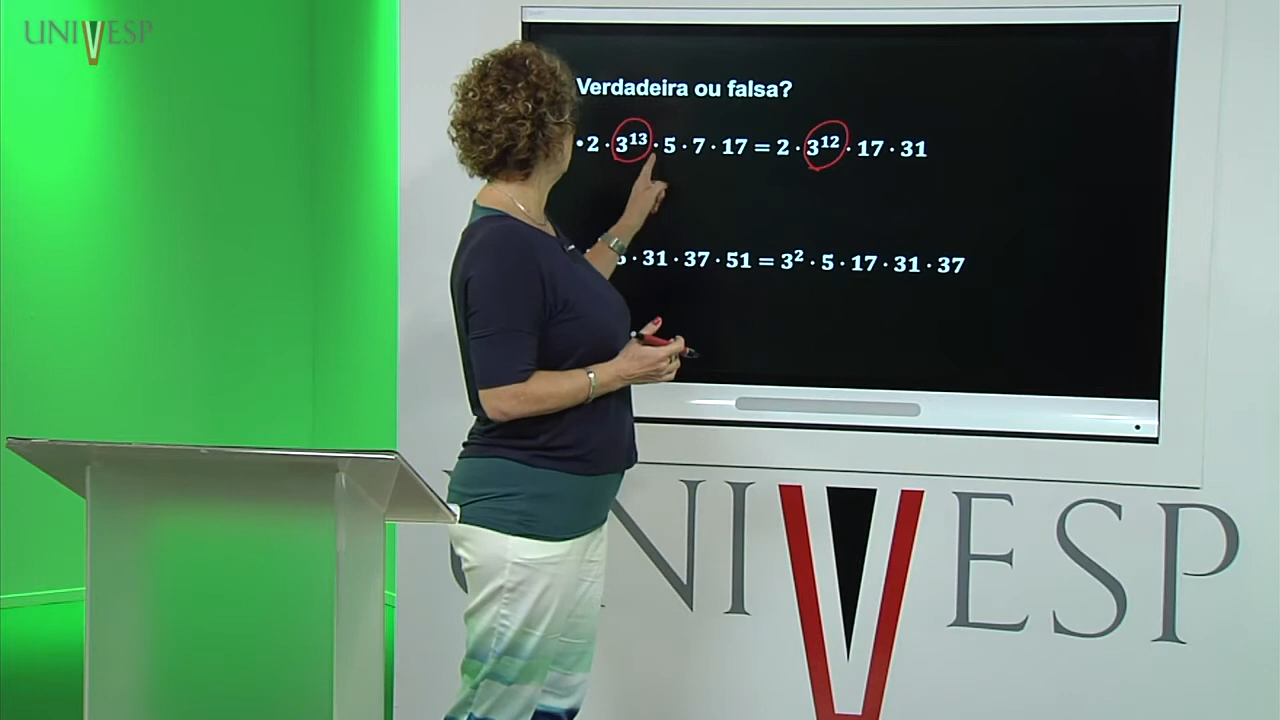 UNIVESP
Verdadeira ou falsa?
•2 · 3¹³ · 5 · 7 · 17 = 2 · 3¹² · 17 · 31
· 31 · 37 · 51 = 3² · 5 · 17 · 31 · 37
UNIVESP